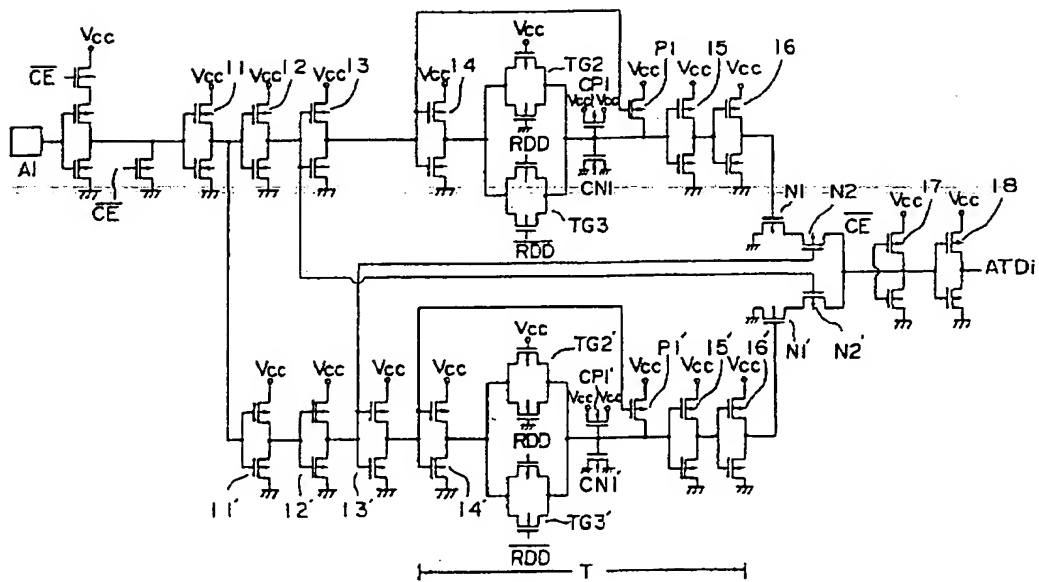 Vcc
CE
AI
CE
Vcc 11
Vcc 12
Vcc 13
Vcc 14
Vcc
TG2
RDD
TG3
RDD
CP1
Vcc Vcc
CN1
P1
Vcc
15
Vcc
16
Vcc
N1
N2
CE
17
Vcc
18
Vcc
ATDi
N1'
N2'
Vcc
11'
Vcc
12'
Vcc
13'
Vcc
14'
Vcc
TG2'
RDD
TG3'
RDD
CP1'
Vcc Vcc
CN1'
P1'
Vcc
15'
Vcc
16'
Vcc
T